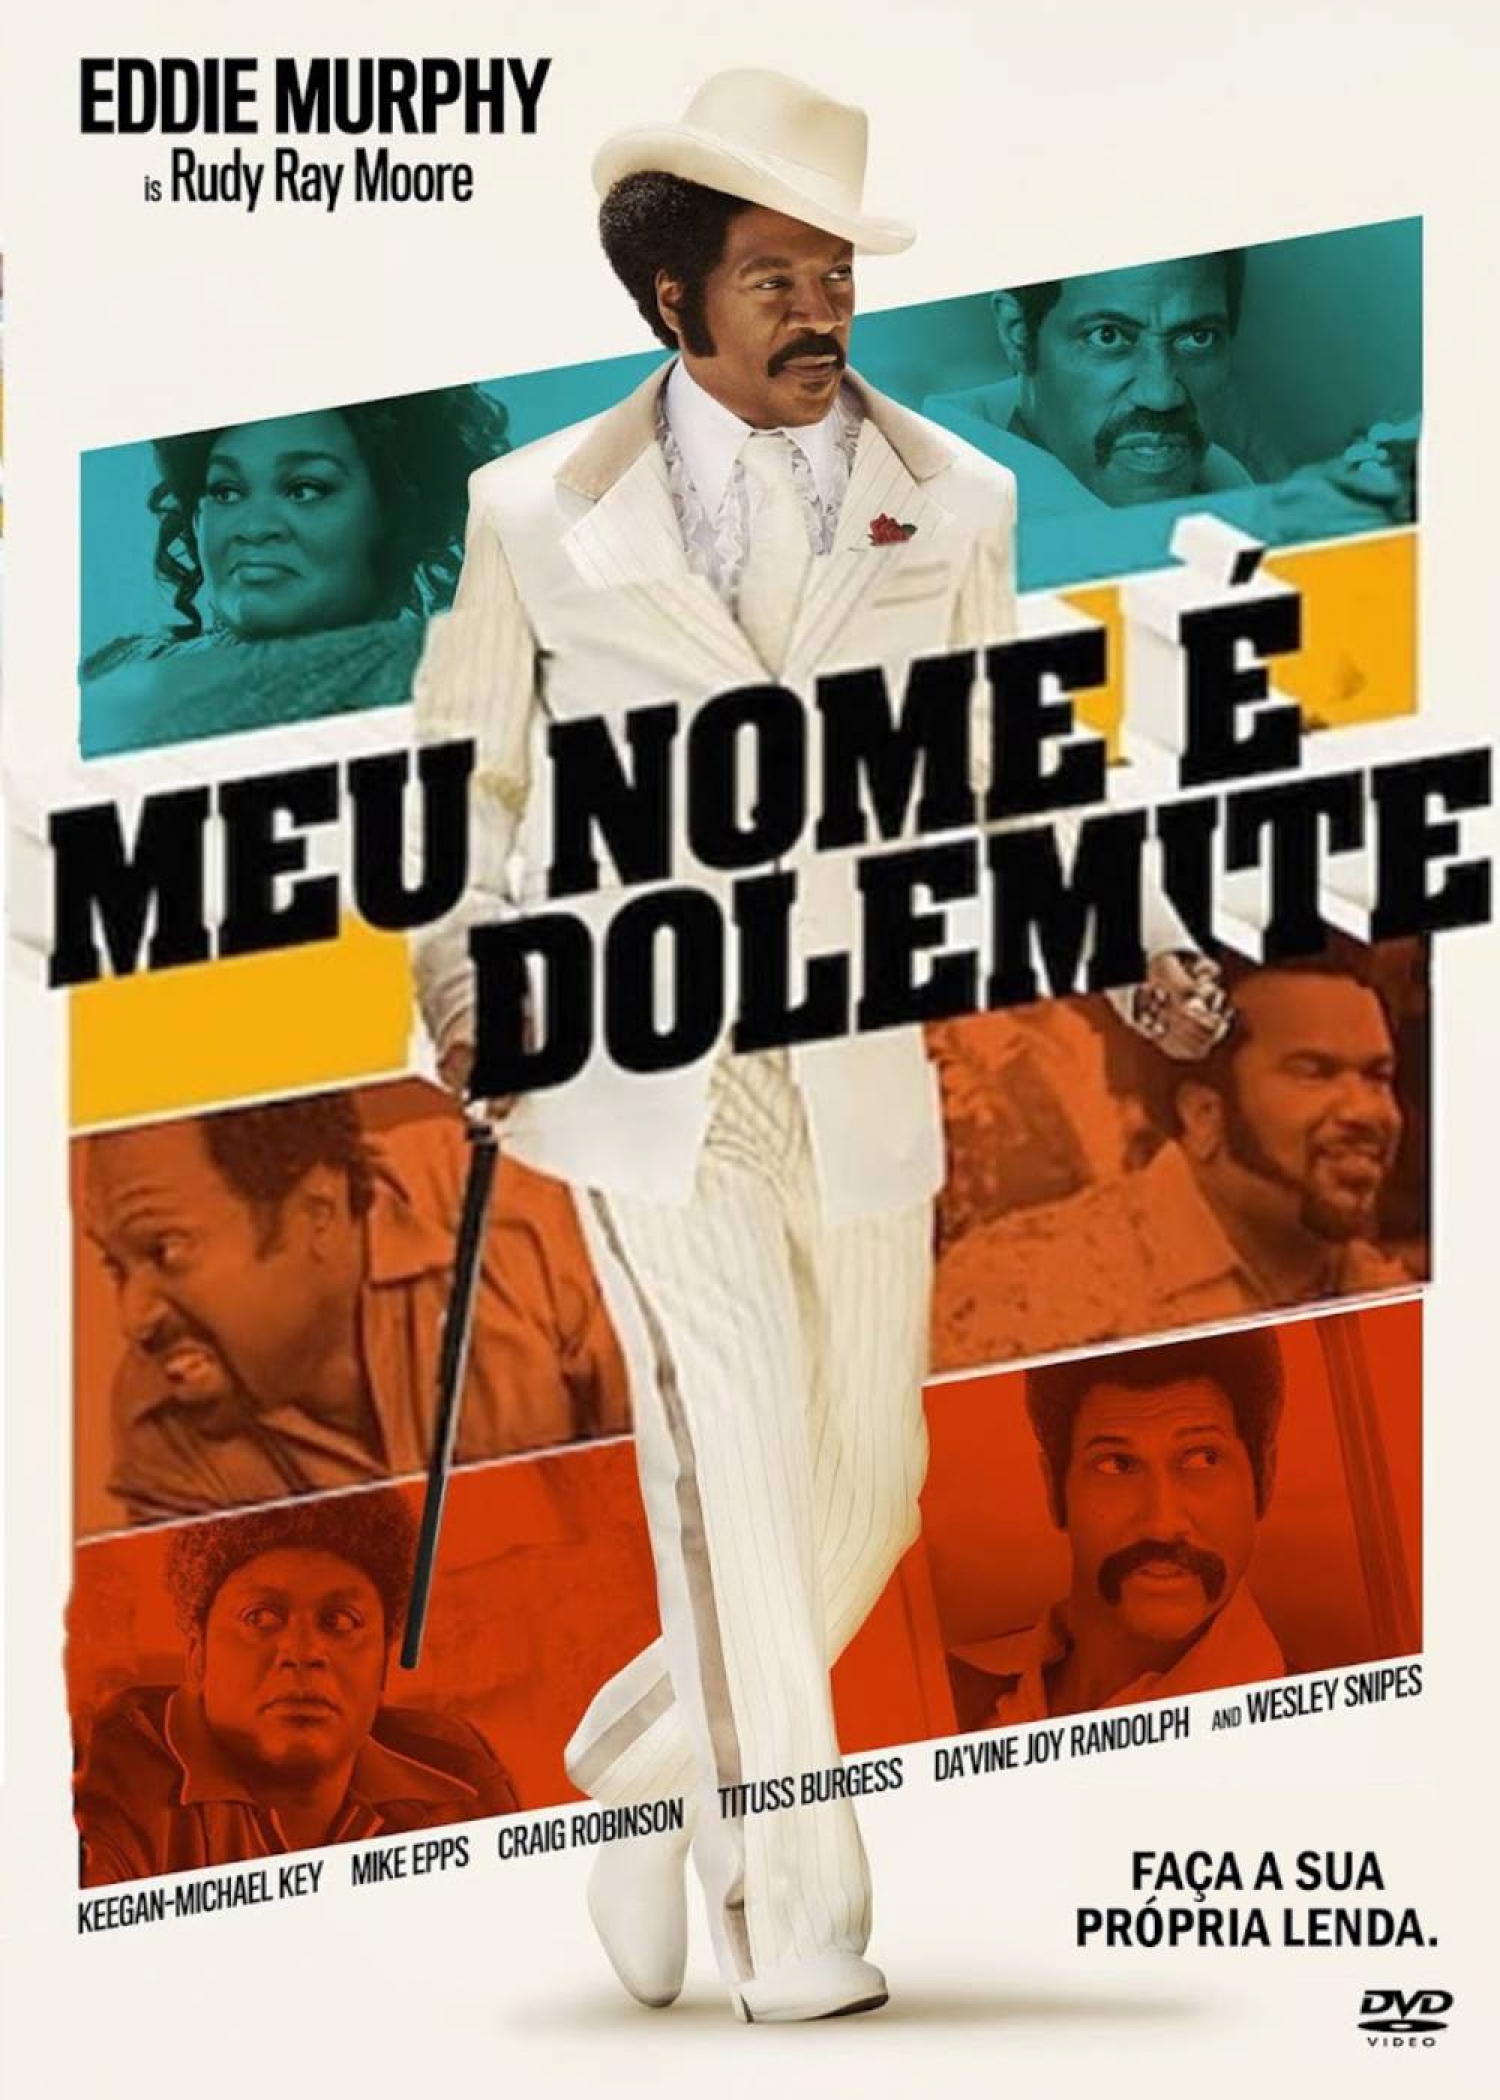 EDDIE MURPHY
is Rudy Ray Moore
MEU NOME É
DOLEMITE
KEEGAN-MICHAEL KEY MIKE EPPS CRAIG ROBINSON TITUSS BURGESS DA'VINE JOY RANDOLPH AND WESLEY SNIPES
FAÇA A SUA
PRÓPRIA LENDA.
DVD
VIDEO